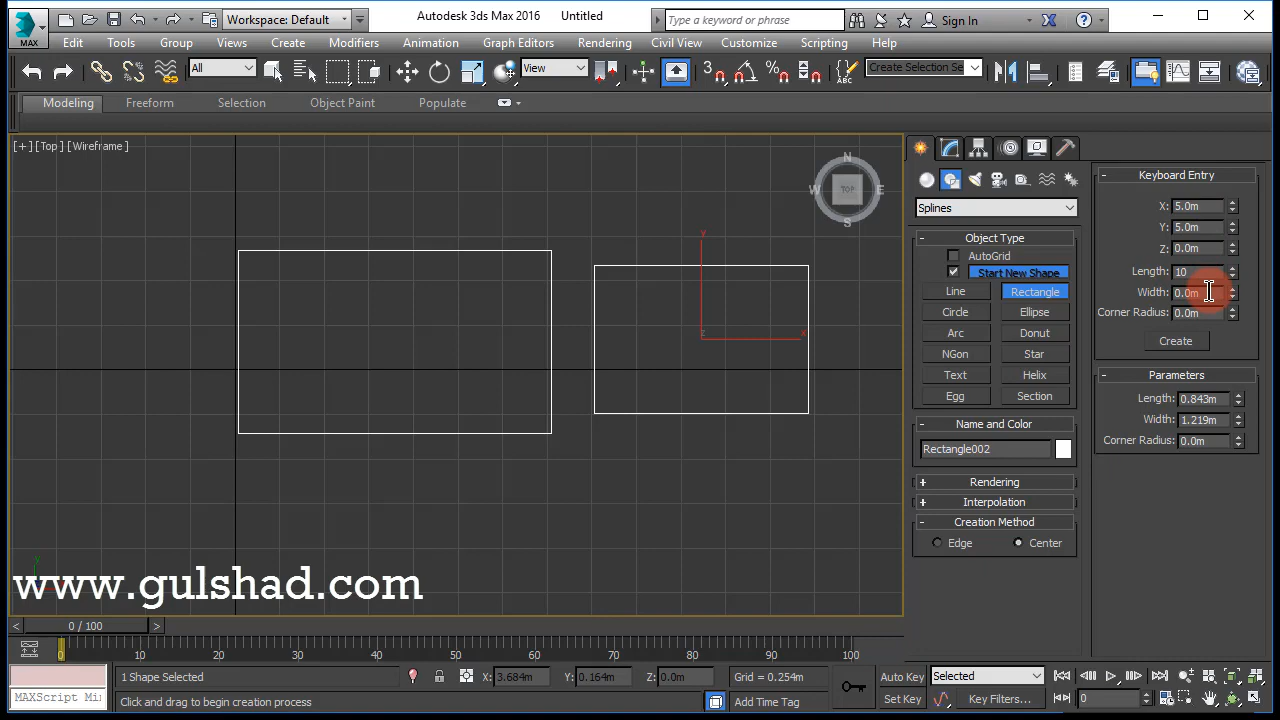 MAX
Workspace: Default
Autodesk 3ds Max 2016
Untitled
Type a keyword or phrase
Sign In
Edit
Tools
Group
Views
Create
Modifiers
Animation
Graph Editors
Rendering
Civil View
Customize
Scripting
Help
All
View
3
ABC
Create Selection Se
Modeling
Freeform
Selection
Object Paint
Populate
[+] [Top] [Wireframe]
N
W
TOP
E
S
y
z
x
Splines
Object Type
AutoGrid
Start New Shape
Line
Rectangle
Circle
Ellipse
Arc
Donut
NGon
Star
Text
Helix
Egg
Section
Name and Color
Rectangle002
Rendering
Interpolation
Creation Method
Edge
Center
Keyboard Entry
X: 5.0m
Y: 5.0m
Z: 0.0m
Length: 10
Width: 0.0m
Corner Radius: 0.0m
Create
Parameters
Length: 0.843m
Width: 1.219m
Corner Radius: 0.0m
www.gulshad.com
< 0 / 100 >
0 10 20 30 40 50 60 70 80 90 100
1 Shape Selected
X: 3.684m
Y: 0.164m
Z: 0.0m
Grid = 0.254m
Auto Key
Selected
MAXScript Mi
Click and drag to begin creation process
Add Time Tag
Set Key
Key Filters...
0